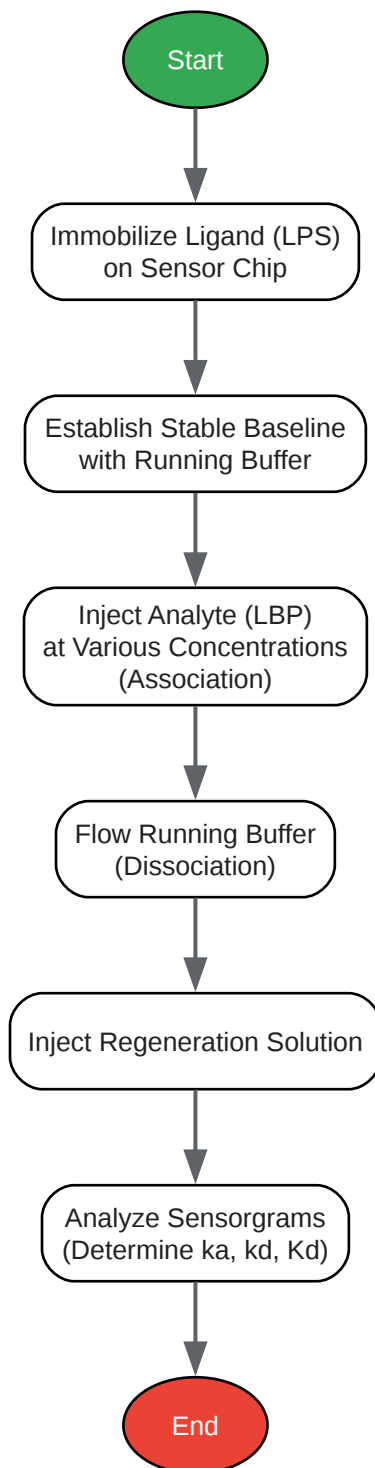 Start
Immobilize Ligand (LPS)
on Sensor Chip
Establish Stable Baseline
with Running Buffer
Inject Analyte (LBP)
at Various Concentrations
(Association)
Flow Running Buffer
(Dissociation)
Inject Regeneration Solution
Analyze Sensorgrams
(Determine ka, kd, Kd)
End